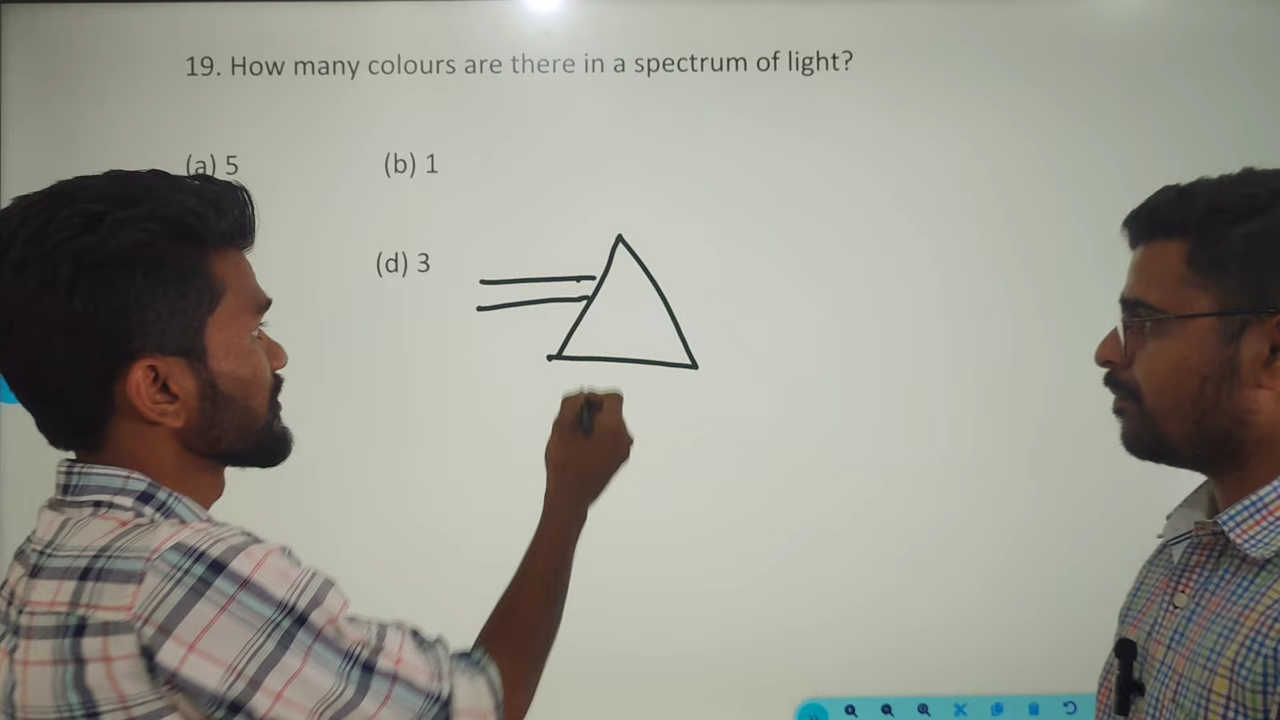 19. How many colours are there in a spectrum of light?
(a) 5 (b) 1
(d) 3